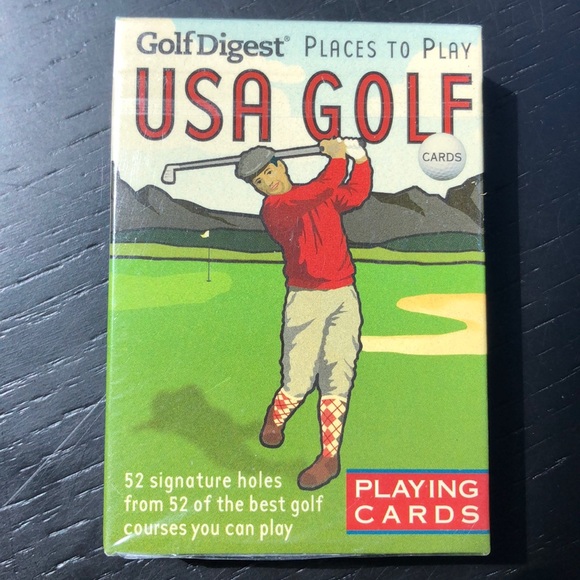 GolfDigest® PLACES TO PLAY
USA GOLF
CARDS
52 signature holes
from 52 of the best golf
courses you can play
PLAYING
CARDS